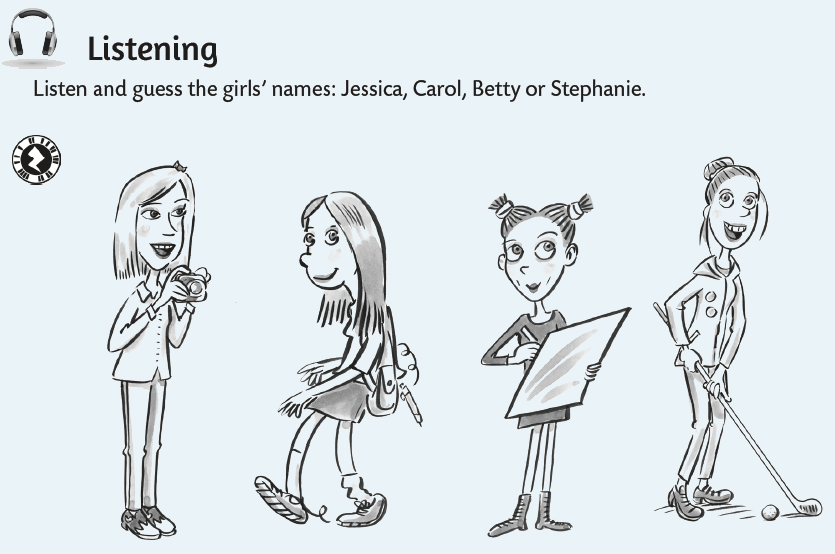 Listening
Listen and guess the girls' names: Jessica, Carol, Betty or Stephanie.